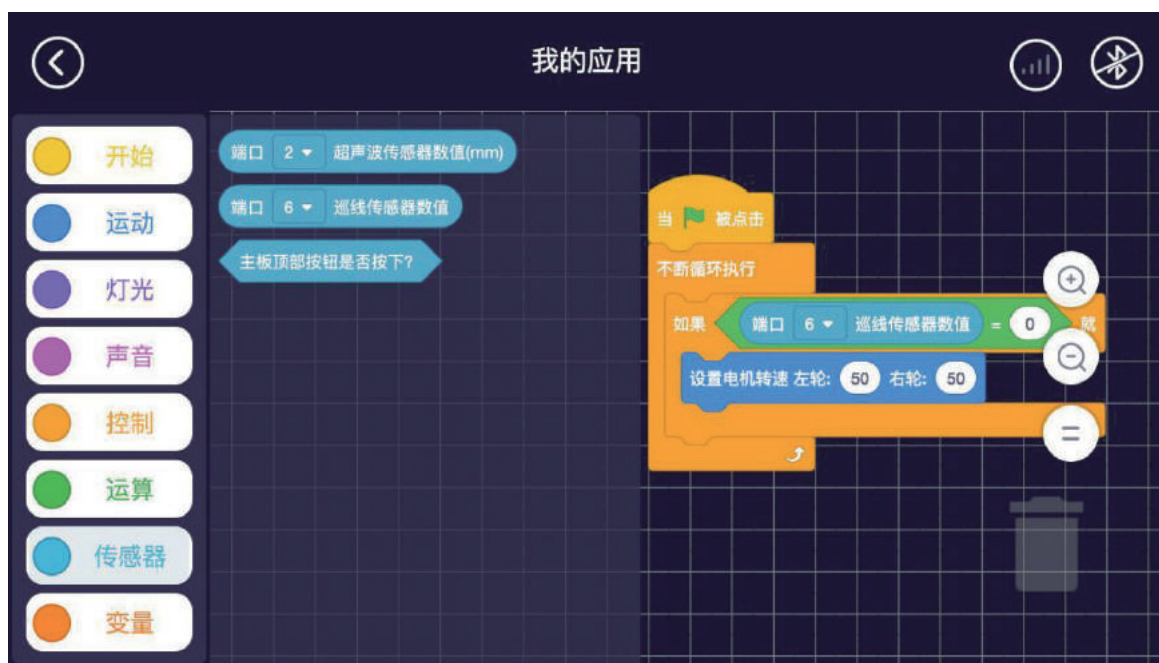 我的应用
开始
运动
灯光
声音
控制
运算
传感器
变量
端口 2 超声波传感器数值(mm)
端口 6 巡线传感器数值
主板顶部按钮是否按下?
当 被点击
不断循环执行
如果 端口 6 巡线传感器数值 = 0 就
设置电机转速 左轮: 50 右轮: 50